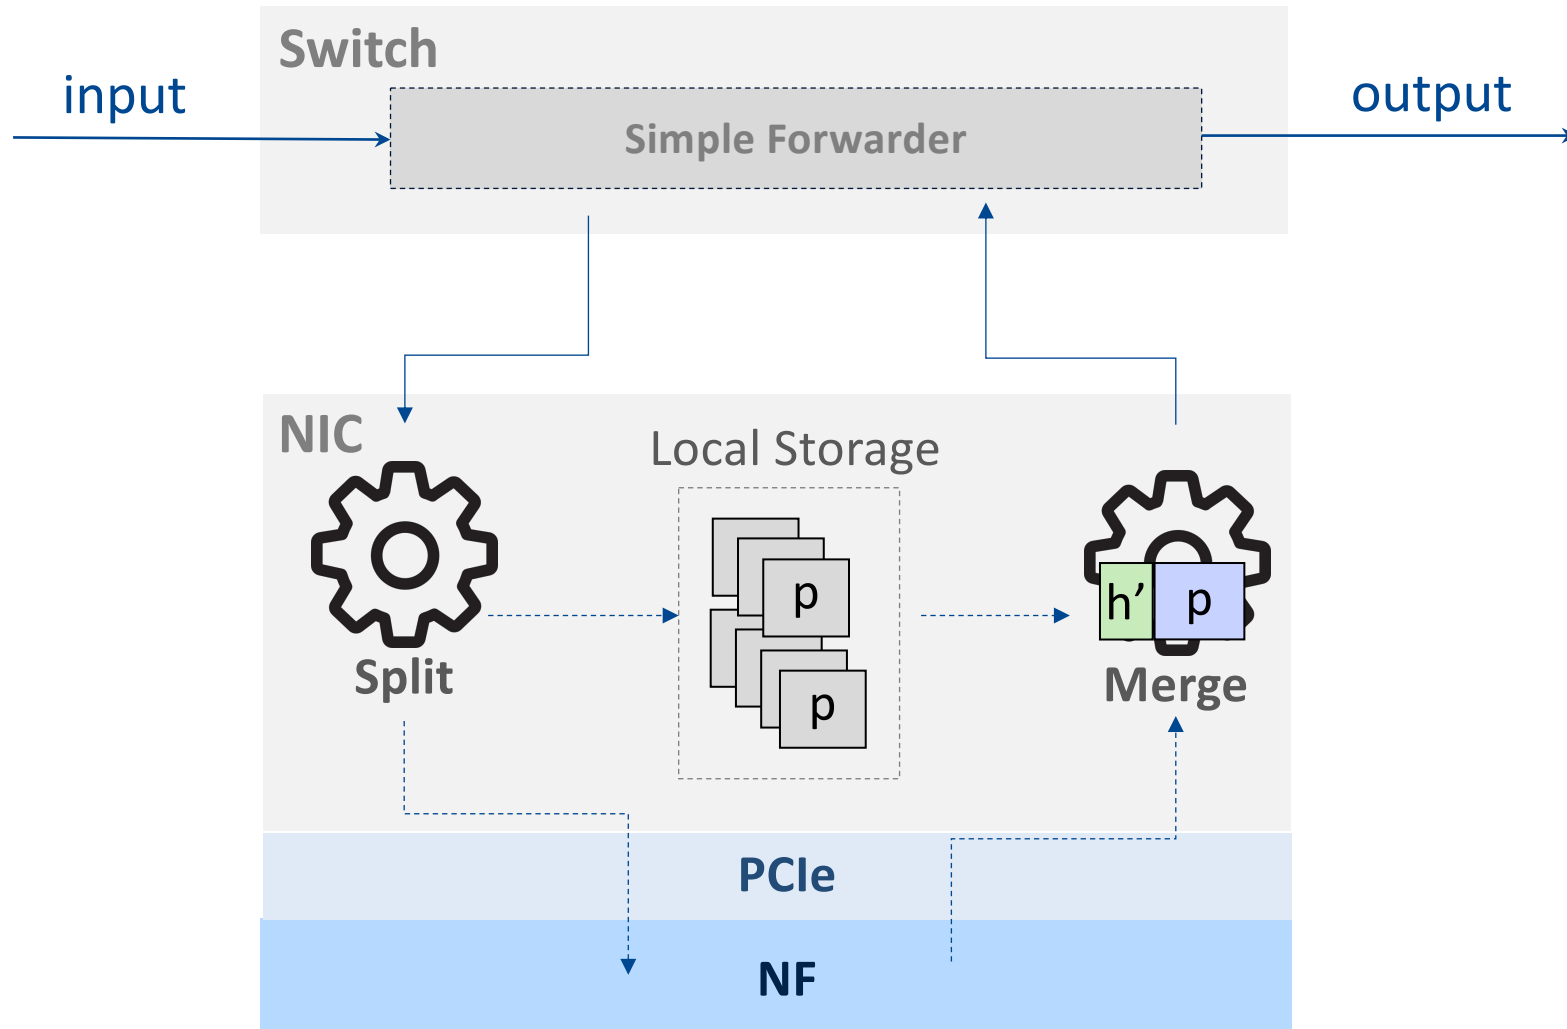 Switch
input
output
Simple Forwarder
NIC
Local Storage
p
h’
p
Split
p
Merge
PCIe
NF